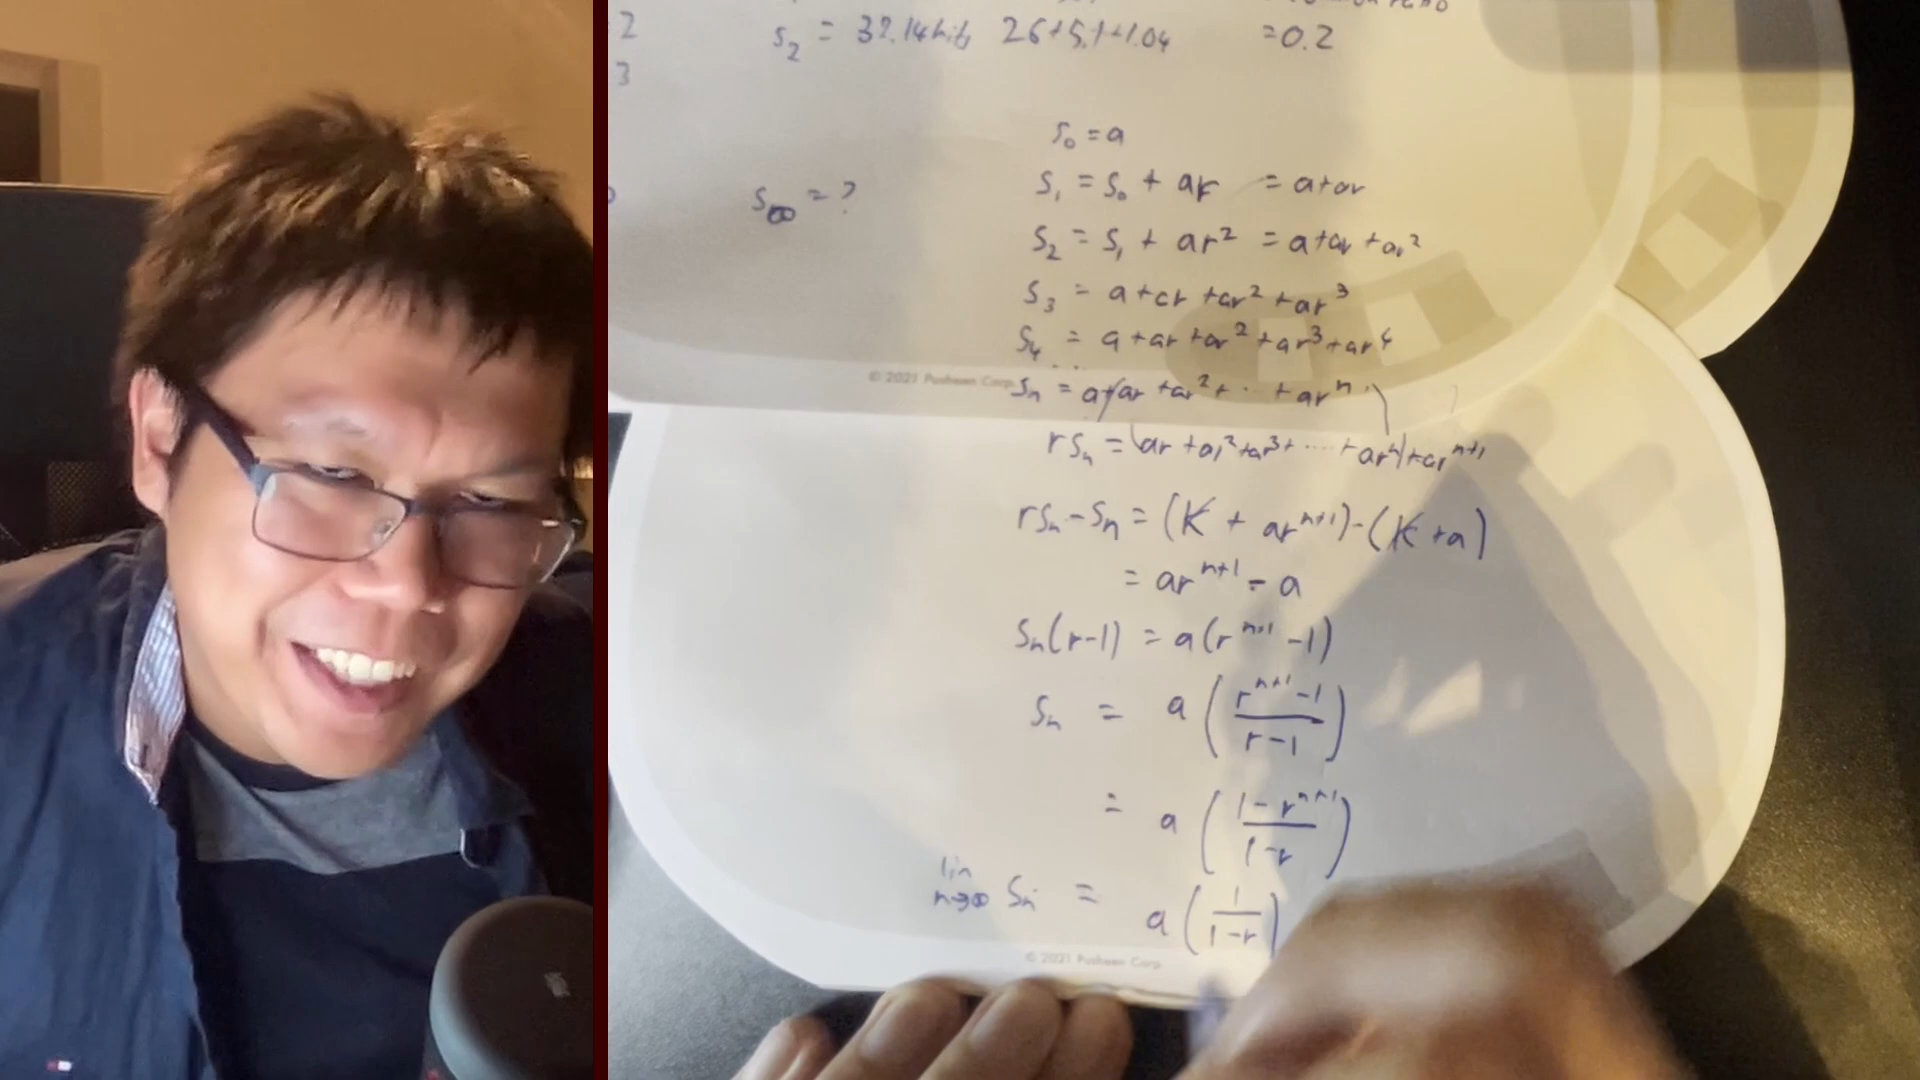 2
S₂ = 32.14 hits 26+5.1+1.04 =0.2
3
S₀ = a
S∞ = ?
S₁ = S₀ + ar = a+ar
S₂ = S₁ + ar² = a+ar+ar²
S₃ = a+ar+ar²+ar³
S₄ = a+ar+ar²+ar³+ar⁴
© 2021 Pusheen Corp.
Sₙ = a+ar+ar²+ ... +arⁿ
rSₙ = ar+ar²+ar³+ ..... +arⁿ+arⁿ⁺¹
rSₙ-Sₙ = (K + arⁿ⁺¹)-(K+a)
= arⁿ⁺¹ - a
Sₙ(r-1) = a(rⁿ⁺¹-1)
Sₙ = a((rⁿ⁺¹-1)/(r-1))
= a((1-rⁿ⁺¹)/(1-r))
lim n→∞ Sₙ = a(1/(1-r))
© 2021 Pusheen Corp.